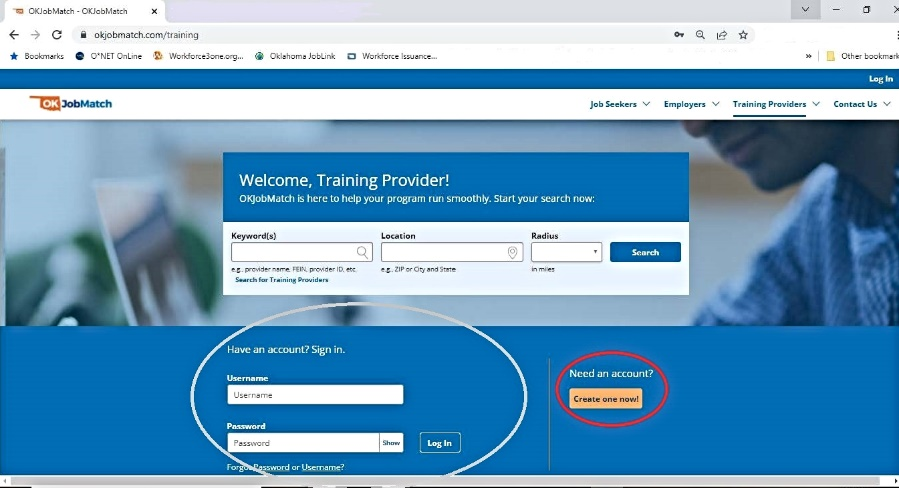 OKJobMatch - OKJobMatch
okjobmatch.com/training
Bookmarks O*NET OnLine Workforce3one.org... Oklahoma JobLink Workforce Issuance... » Other bookmark
Log In
OK JobMatch Job Seekers Employers Training Providers Contact Us
Welcome, Training Provider!
OKJobMatch is here to help your program run smoothly. Start your search now:
Keyword(s) Location Radius
Search
e.g., provider name, FEIN, provider ID, etc. e.g., ZIP or City and State in miles
Search for Training Providers
Have an account? Sign in.
Need an account?
Username
Username
Create one now!
Password
Password Show Log In
Forgot Password or Username?